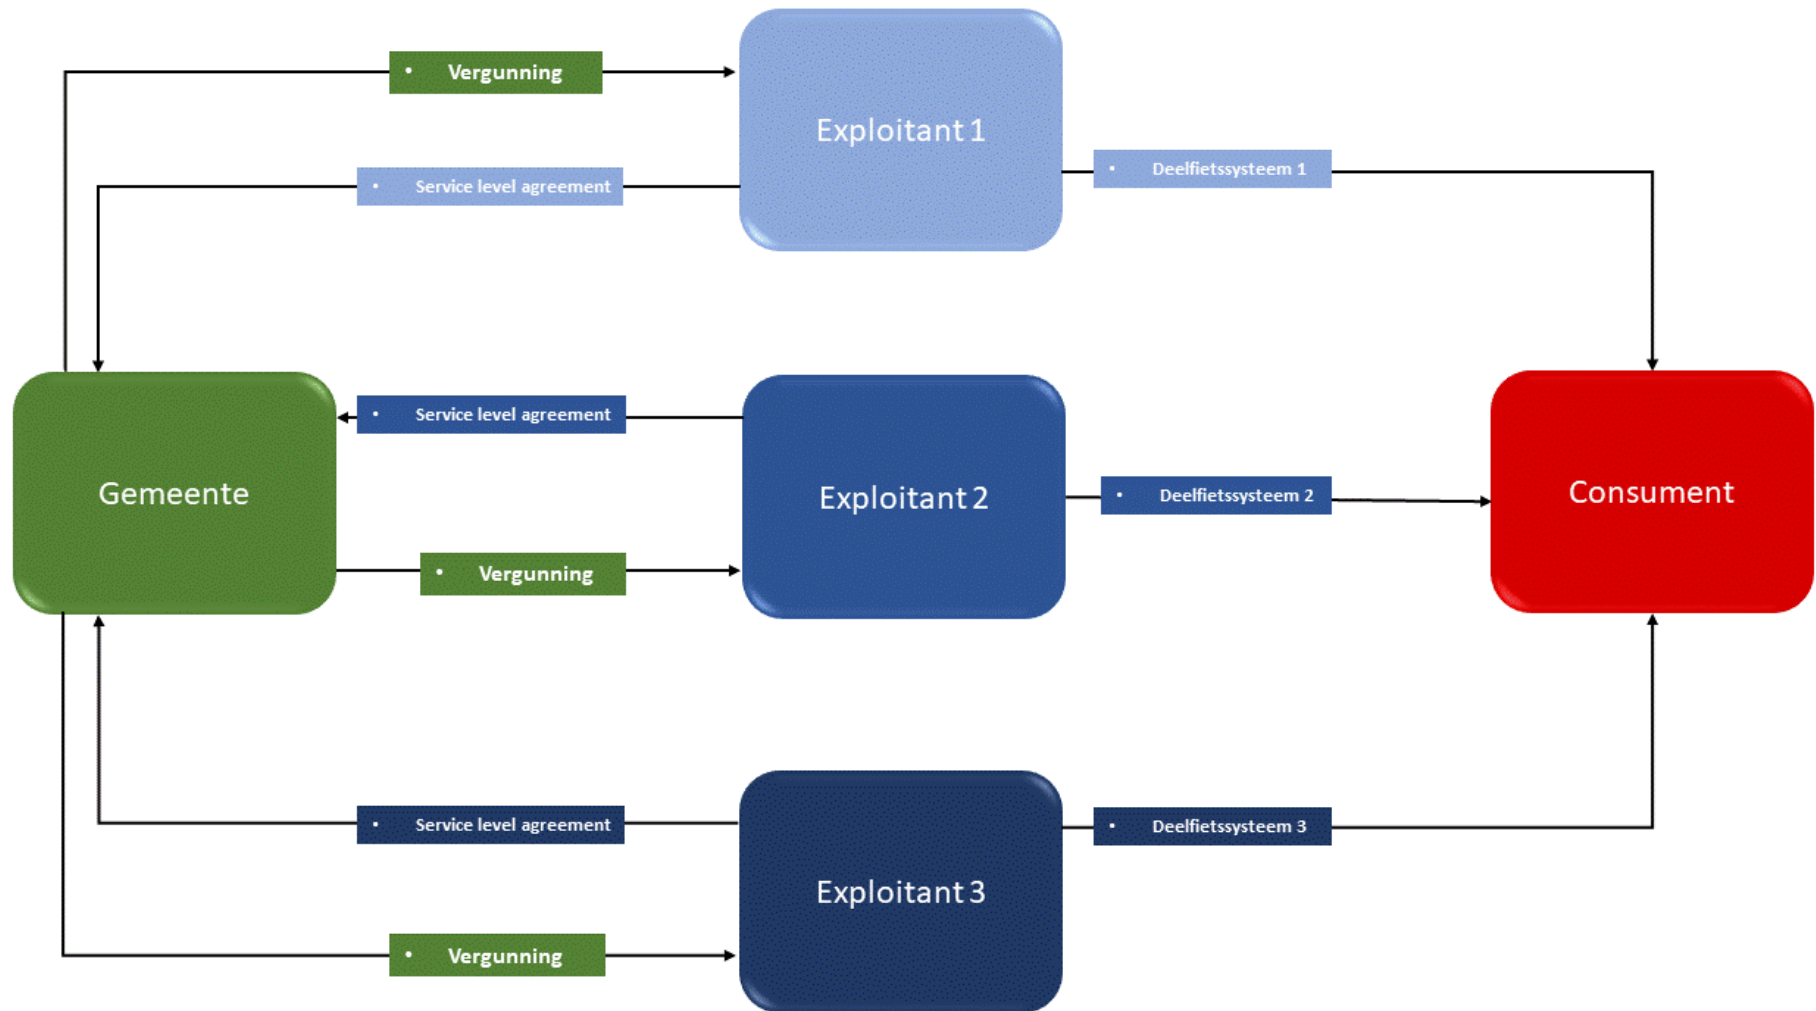 • Vergunning
Exploitant 1
• Service level agreement
• Deelfietssysteem 1
• Service level agreement
Gemeente
Exploitant 2
• Deelfietssysteem 2
Consument
• Vergunning
• Service level agreement
• Deelfietssysteem 3
Exploitant 3
• Vergunning